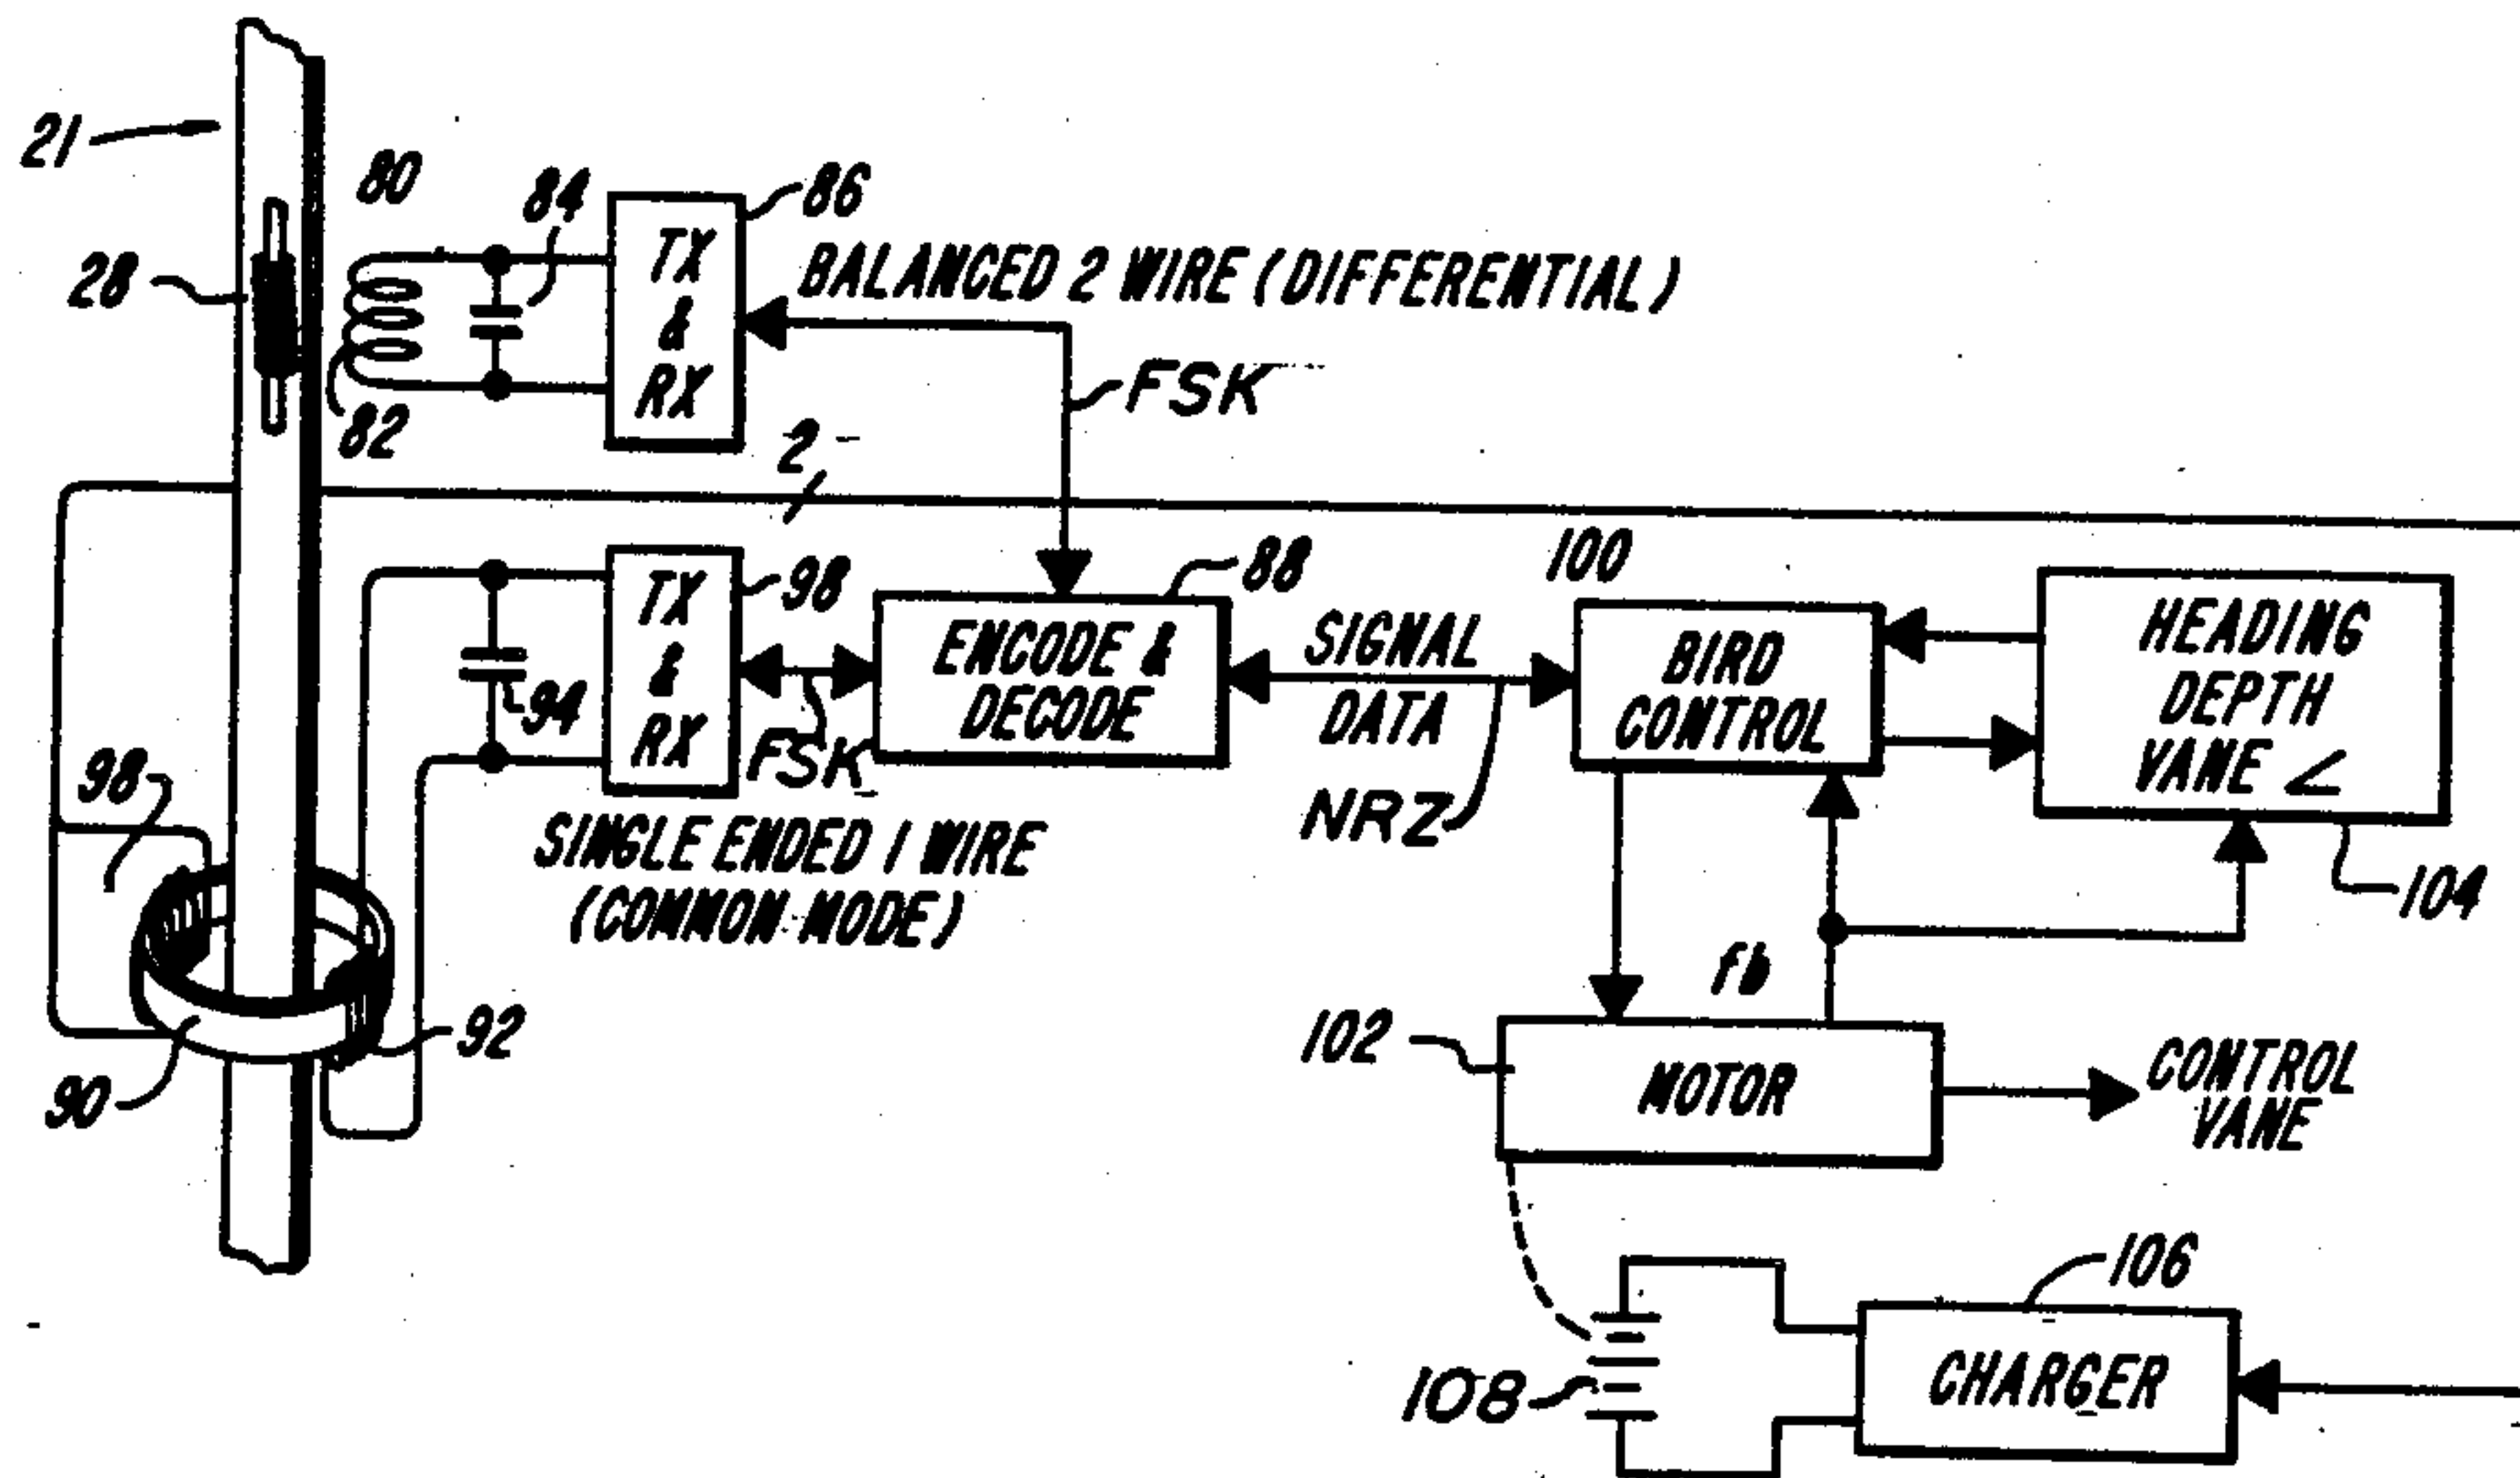 21
80
84
86
TX
&
RX
28
82
BALANCED 2 WIRE (DIFFERENTIAL)
FSK
2
98
TX
&
RX
94
FSK
SINGLE ENDED 1 WIRE
(COMMON MODE)
88
ENCODE &
DECODE
SIGNAL
DATA
NRZ
100
BIRD
CONTROL
HEADING
DEPTH
VANE ∠
104
98
90
92
fb
102
MOTOR
CONTROL
VANE
106
108
CHARGER